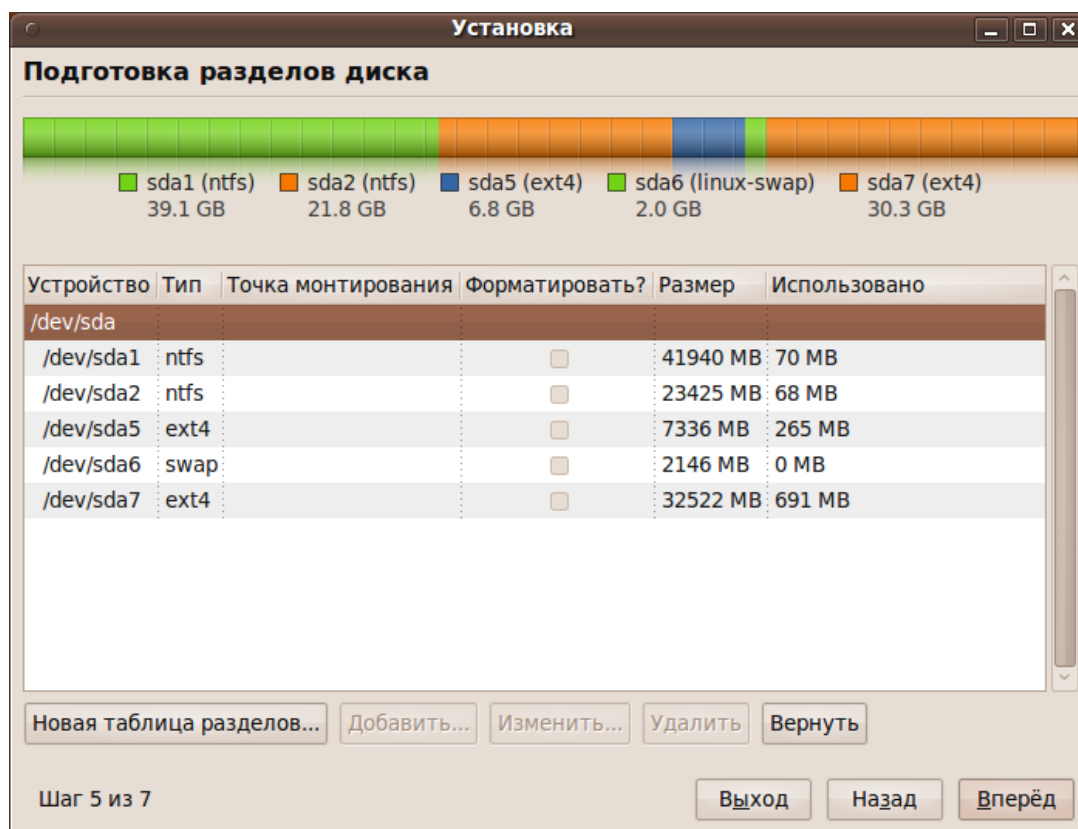 Установка
Подготовка разделов диска
sda1 (ntfs) sda2 (ntfs) sda5 (ext4) sda6 (linux-swap) sda7 (ext4)
39.1 GB 21.8 GB 6.8 GB 2.0 GB 30.3 GB
Устройство Тип Точка монтирования Форматировать? Размер Использовано
/dev/sda
/dev/sda1 ntfs 41940 MB 70 MB
/dev/sda2 ntfs 23425 MB 68 MB
/dev/sda5 ext4 7336 MB 265 MB
/dev/sda6 swap 2146 MB 0 MB
/dev/sda7 ext4 32522 MB 691 MB
Новая таблица разделов... Добавить... Изменить... Удалить Вернуть
Шаг 5 из 7 Выход Назад Вперёд